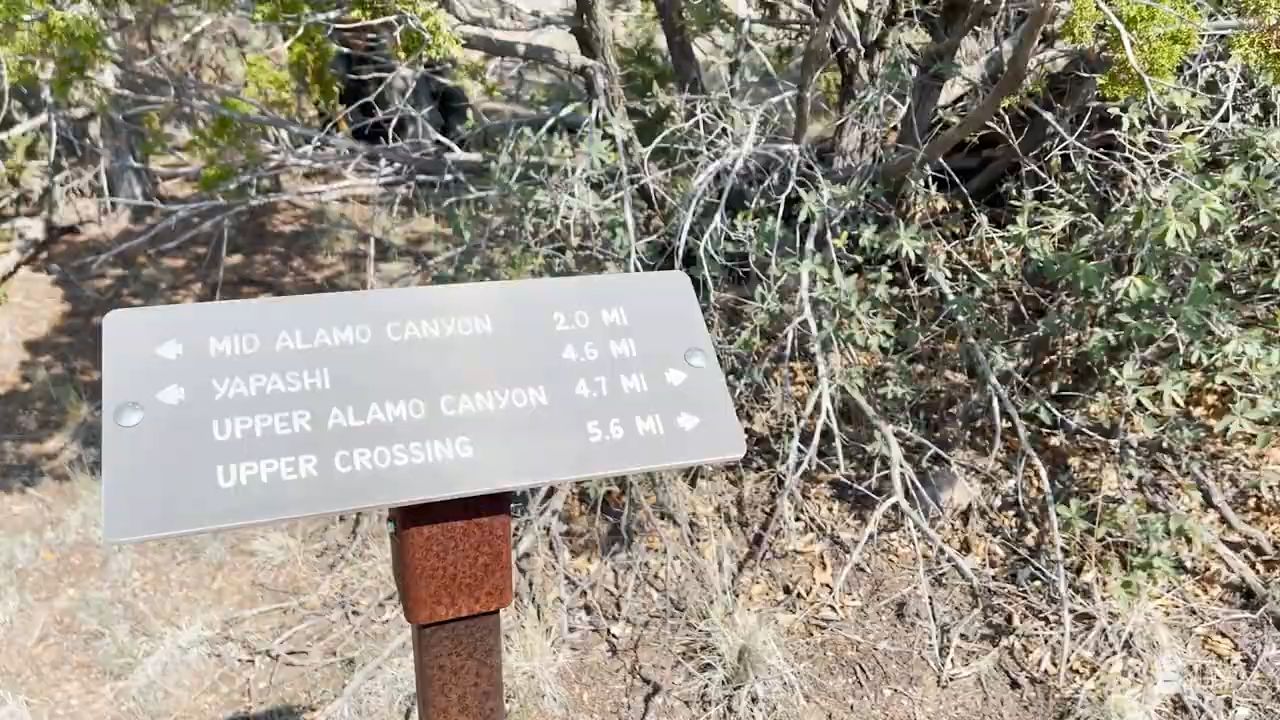 MID ALAMO CANYON 2.0 MI
YAPASHI 4.6 MI
UPPER ALAMO CANYON 4.7 MI
UPPER CROSSING 5.6 MI